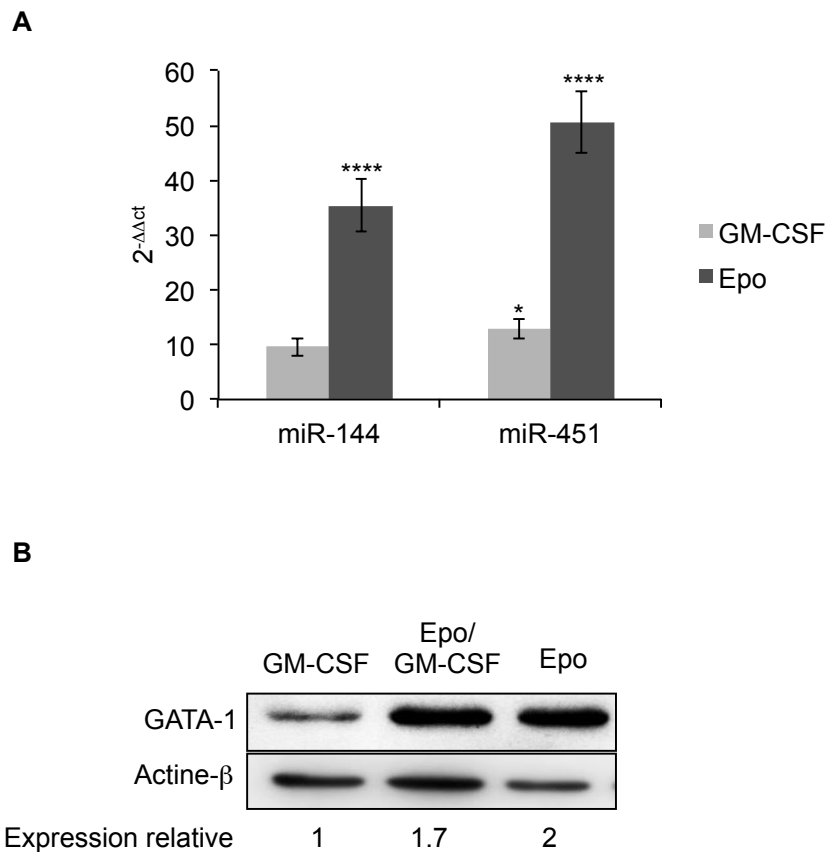 A
60
50
40
30
20
10
0
2-ΔΔct
****
*
****
miR-144
miR-451
GM-CSF
Epo
B
GM-CSF
Epo/
GM-CSF
Epo
GATA-1
Actine-β
Expression relative 1 1.7 2